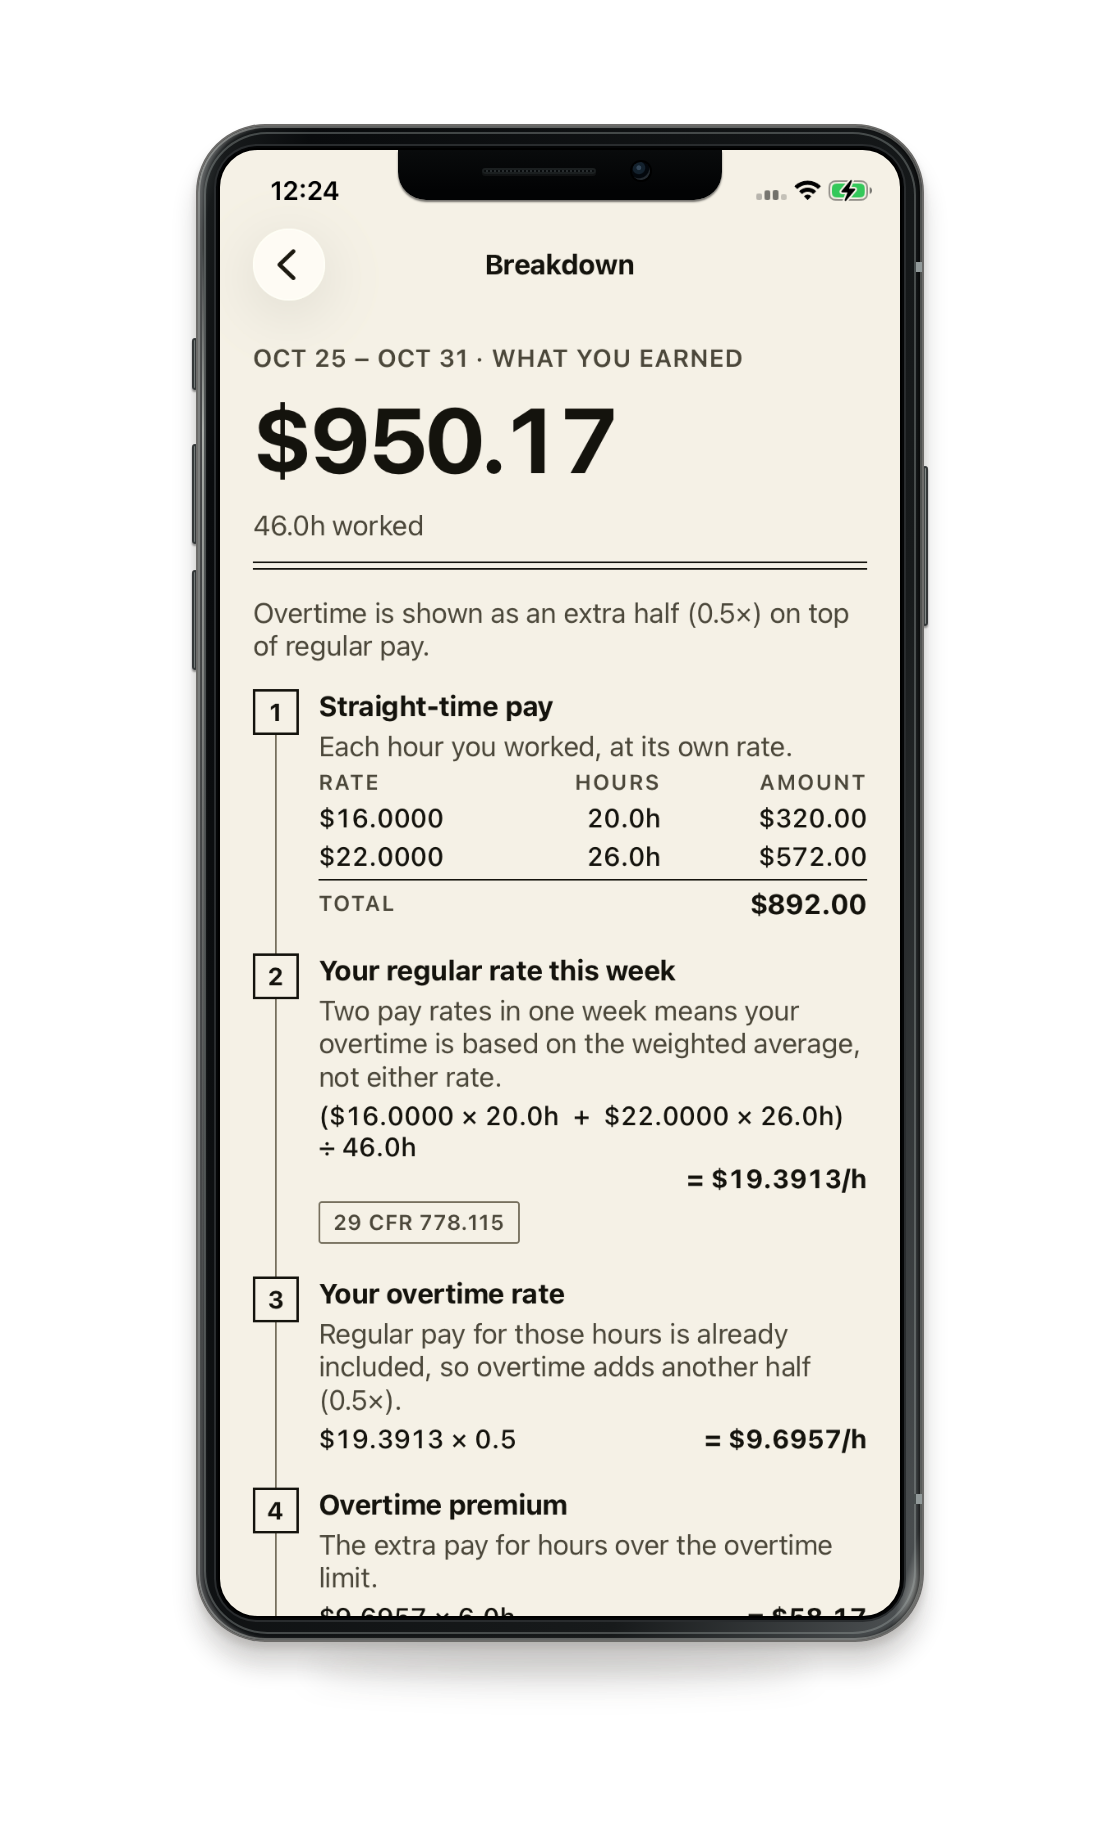 12:24
Breakdown
OCT 25 – OCT 31 · WHAT YOU EARNED
$950.17
46.0h worked
Overtime is shown as an extra half (0.5×) on top
of regular pay.
1 Straight-time pay
Each hour you worked, at its own rate.
RATE HOURS AMOUNT
$16.0000 20.0h $320.00
$22.0000 26.0h $572.00
TOTAL $892.00
2 Your regular rate this week
Two pay rates in one week means your
overtime is based on the weighted average,
not either rate.
($16.0000 × 20.0h + $22.0000 × 26.0h)
÷ 46.0h
= $19.3913/h
29 CFR 778.115
3 Your overtime rate
Regular pay for those hours is already
included, so overtime adds another half
(0.5×).
$19.3913 × 0.5 = $9.6957/h
4 Overtime premium
The extra pay for hours over the overtime
limit.
$9.6957 × 6.0h = $58.17